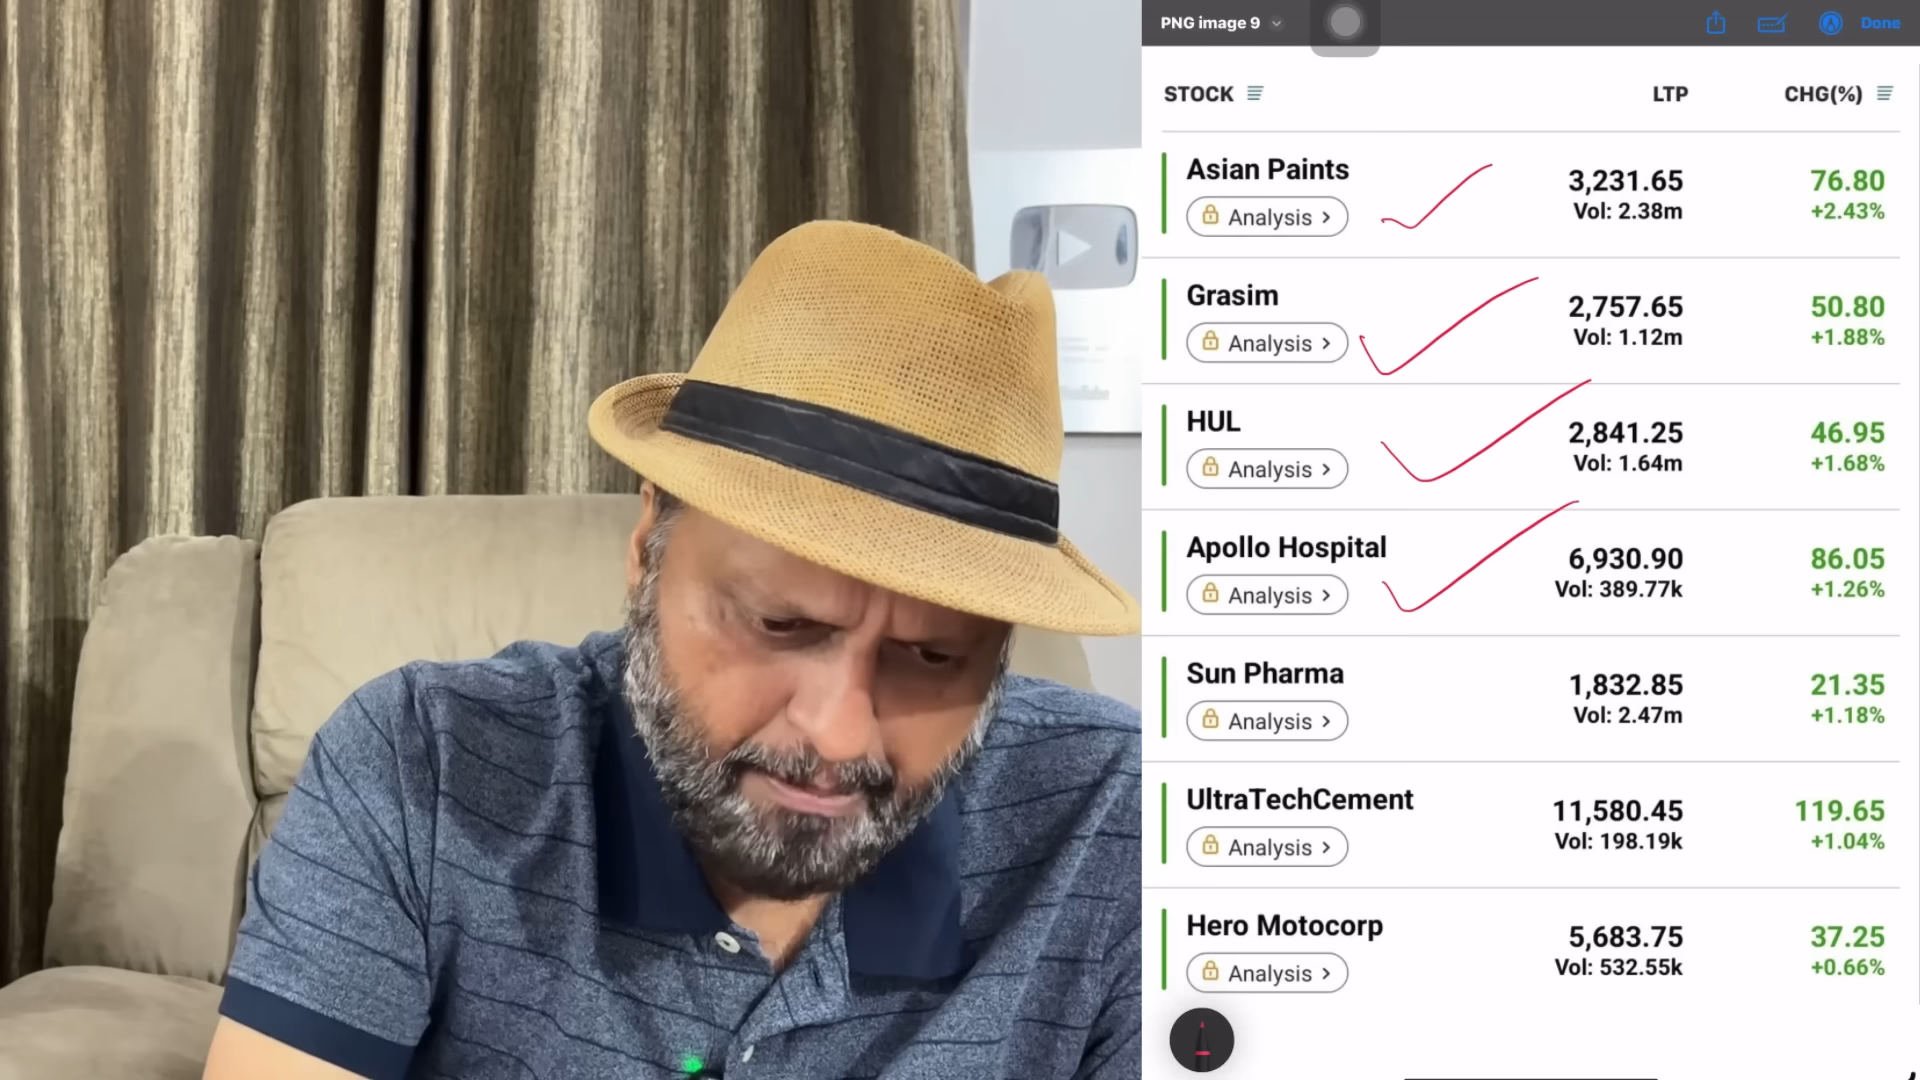 PNG image 9
Done
STOCK LTP CHG(%)
Asian Paints 3,231.65 76.80
Analysis > Vol: 2.38m +2.43%
Grasim 2,757.65 50.80
Analysis > Vol: 1.12m +1.88%
HUL 2,841.25 46.95
Analysis > Vol: 1.64m +1.68%
Apollo Hospital 6,930.90 86.05
Analysis > Vol: 389.77k +1.26%
Sun Pharma 1,832.85 21.35
Analysis > Vol: 2.47m +1.18%
UltraTechCement 11,580.45 119.65
Analysis > Vol: 198.19k +1.04%
Hero Motocorp 5,683.75 37.25
Analysis > Vol: 532.55k +0.66%